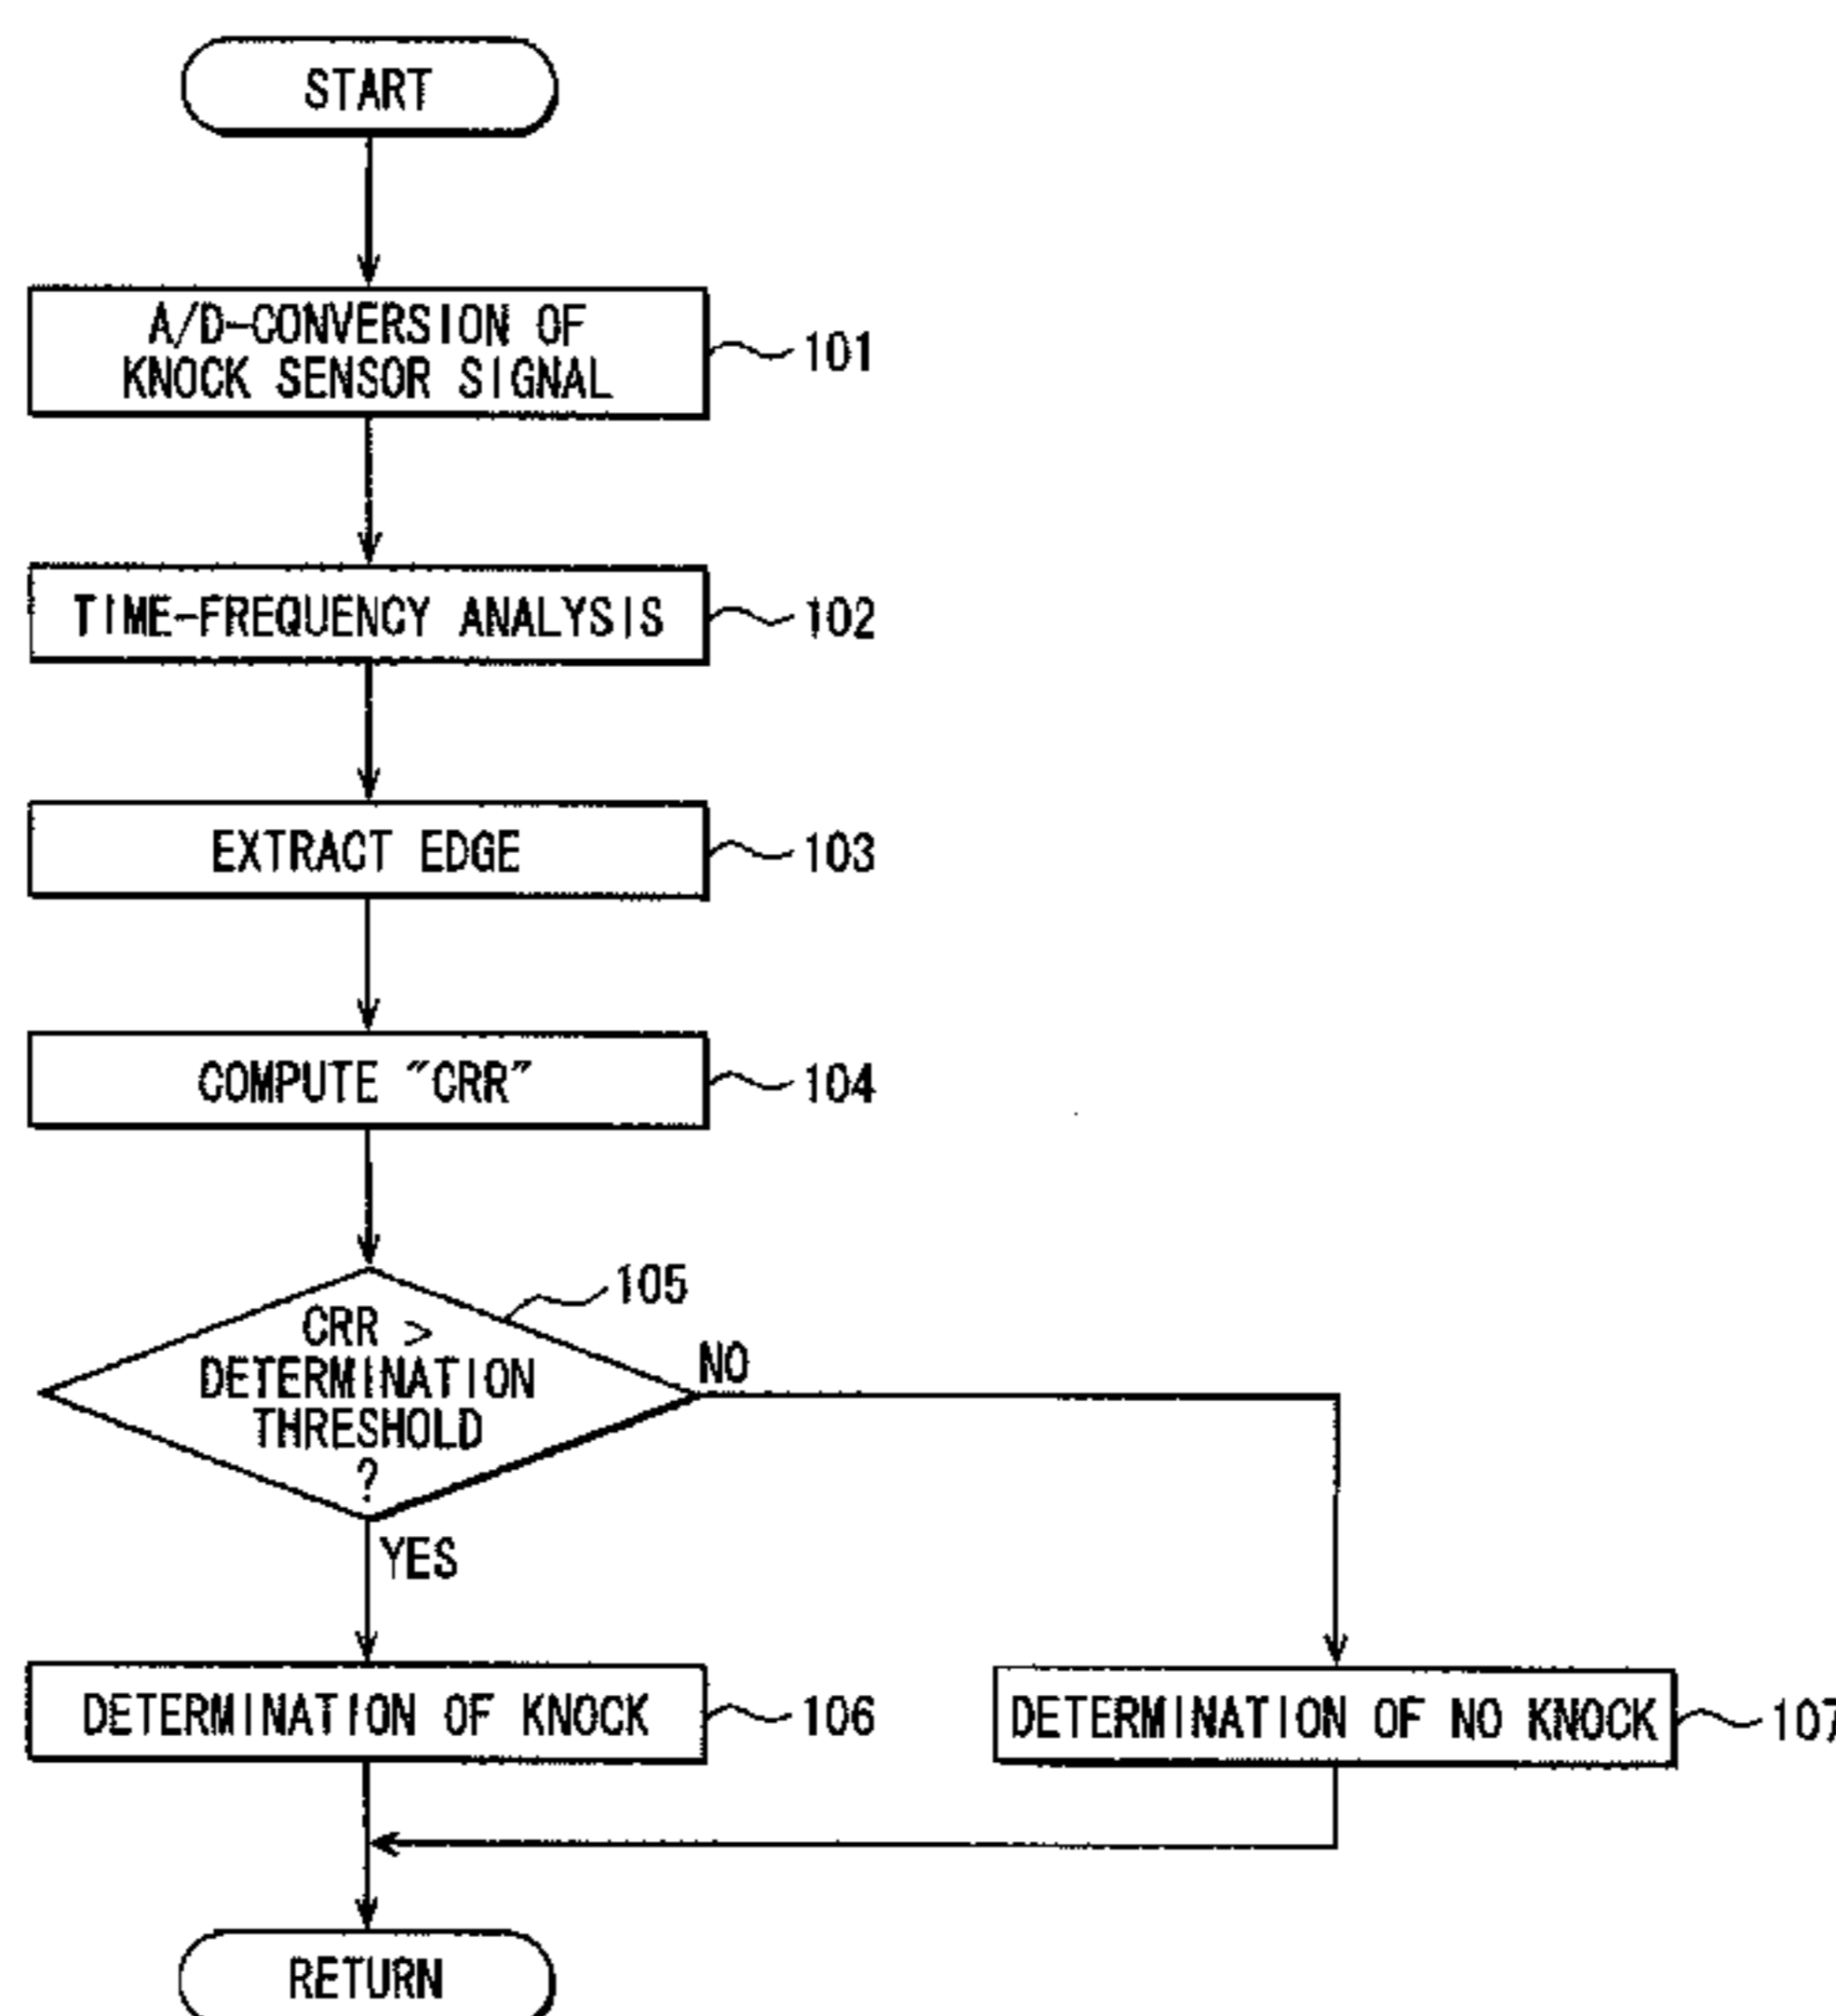 START
A/D-CONVERSION OF
KNOCK SENSOR SIGNAL
101
TIME-FREQUENCY ANALYSIS
102
EXTRACT EDGE
103
COMPUTE "CRR"
104
105
CRR >
DETERMINATION
THRESHOLD
?
NO
YES
DETERMINATION OF KNOCK
106
DETERMINATION OF NO KNOCK
107
RETURN